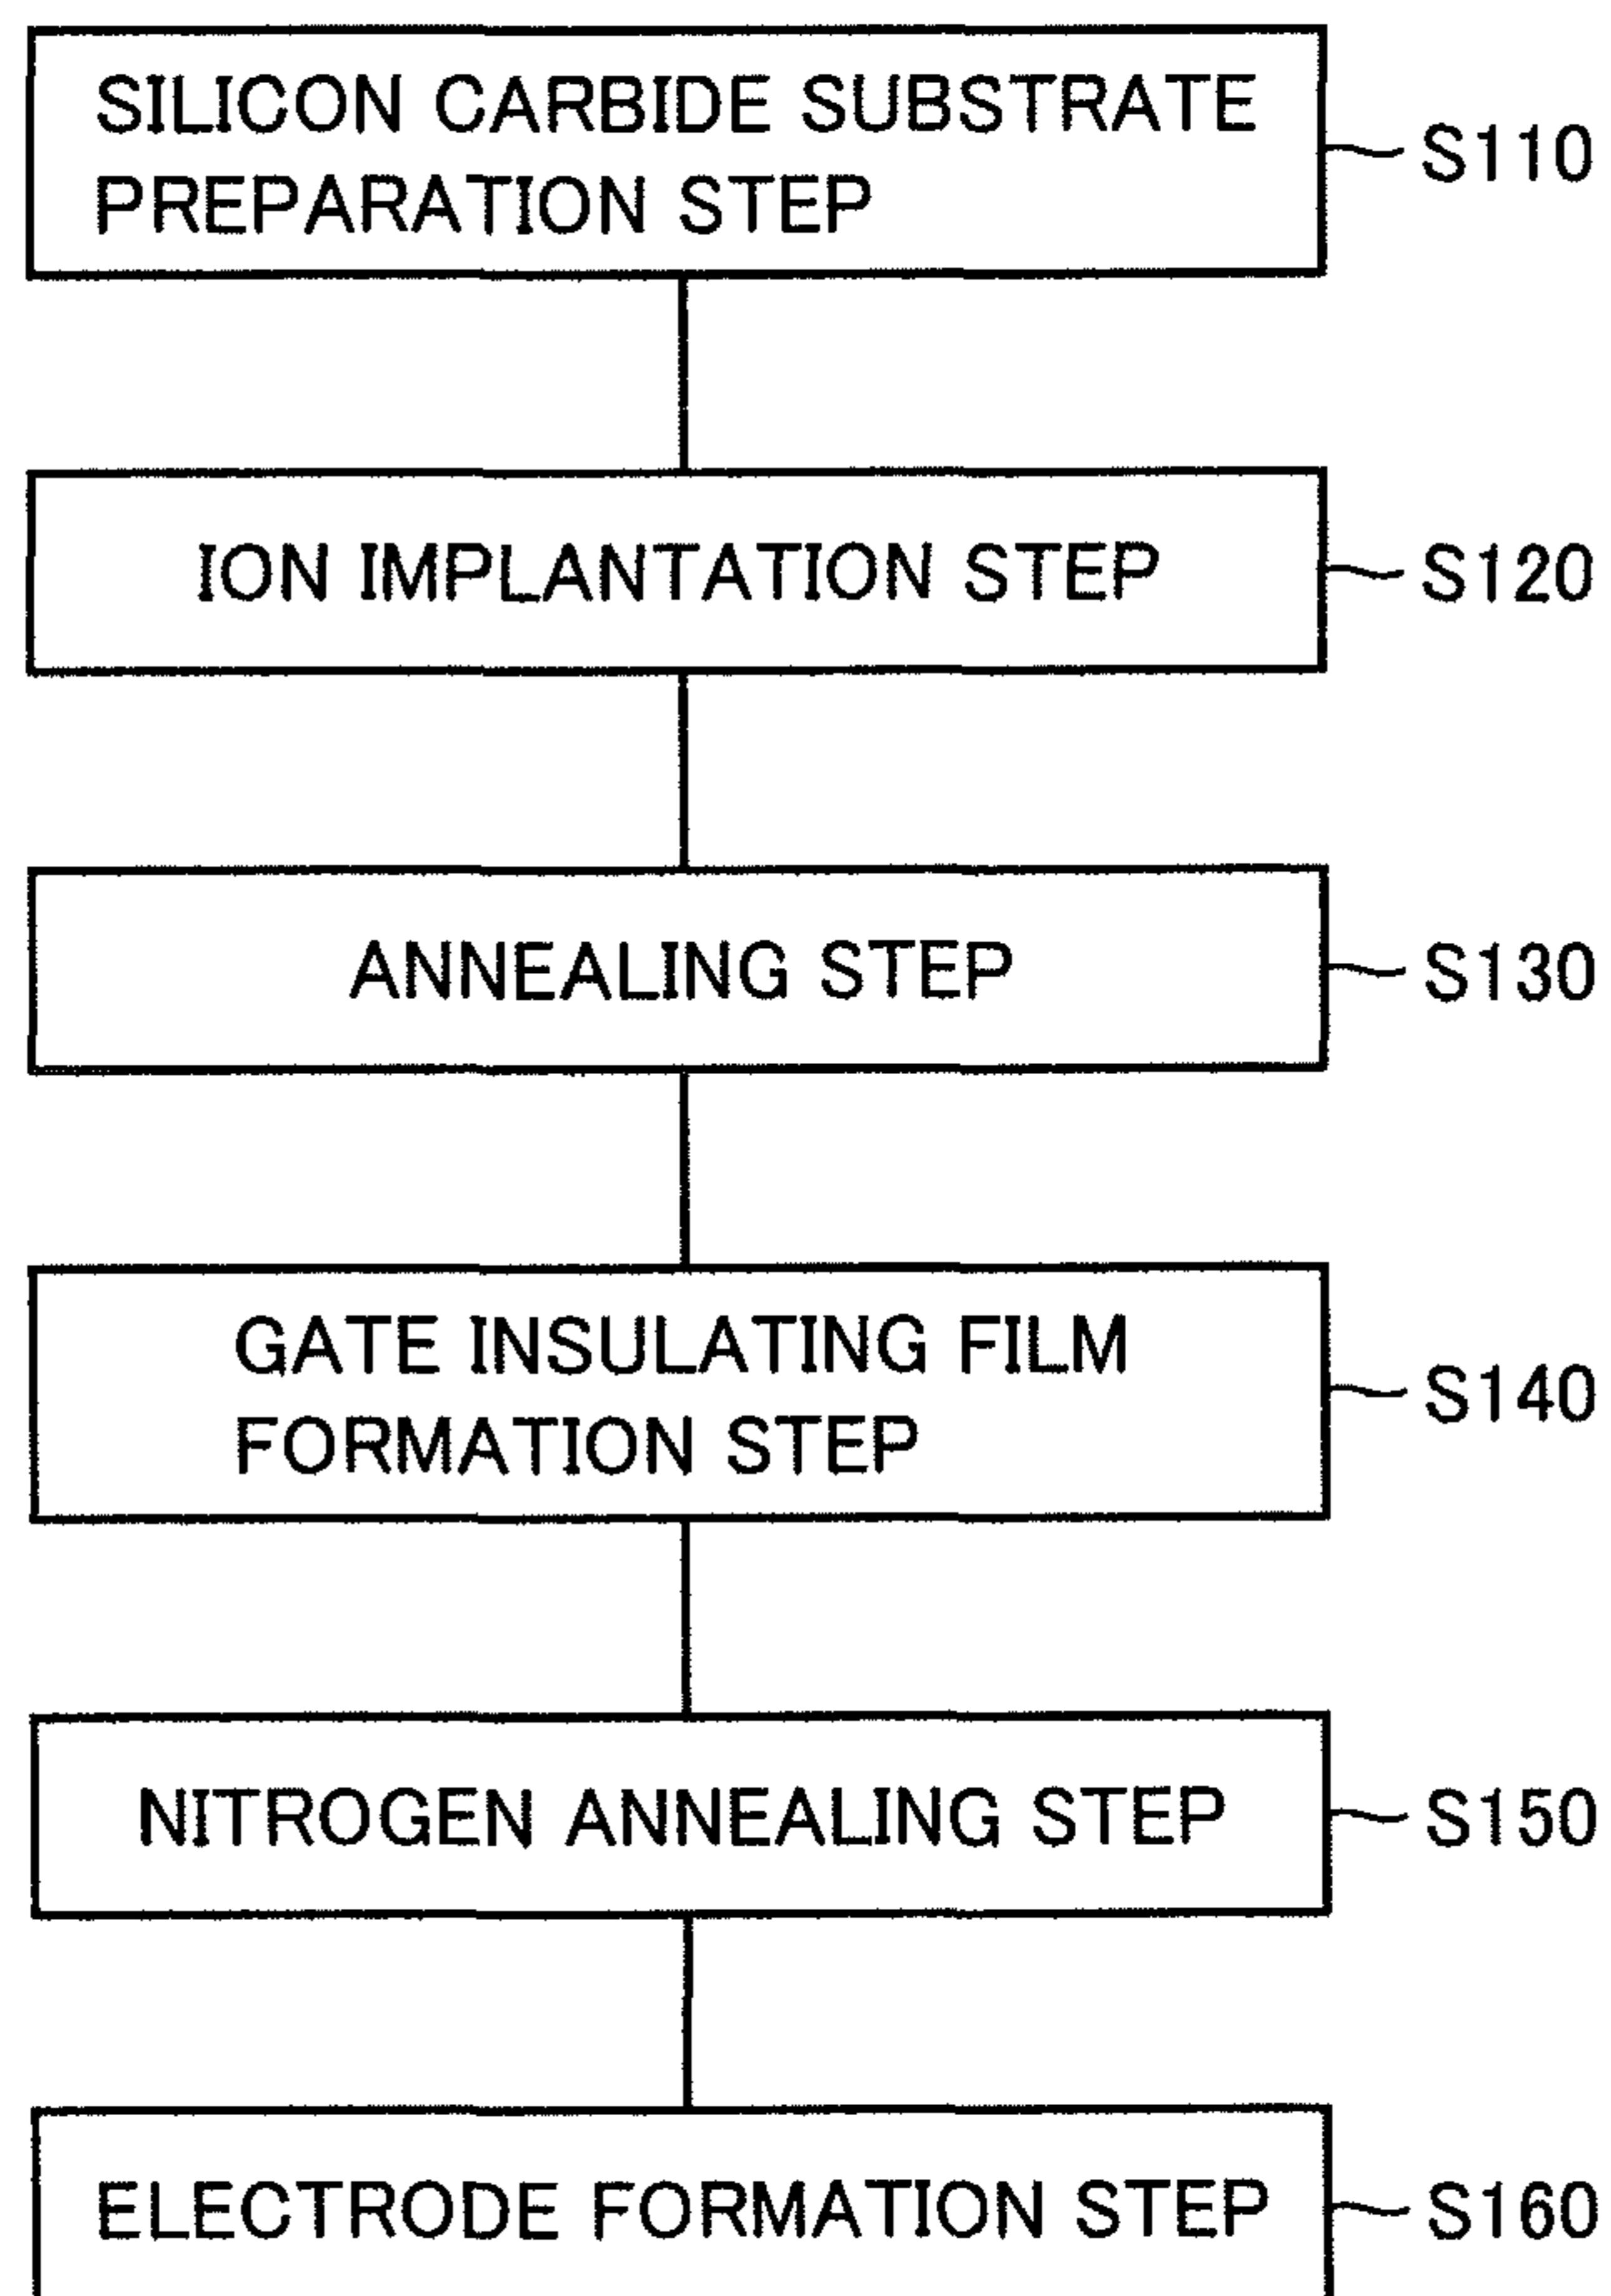 SILICON CARBIDE SUBSTRATE
PREPARATION STEP
S110
ION IMPLANTATION STEP
S120
ANNEALING STEP
S130
GATE INSULATING FILM
FORMATION STEP
S140
NITROGEN ANNEALING STEP
S150
ELECTRODE FORMATION STEP
S160